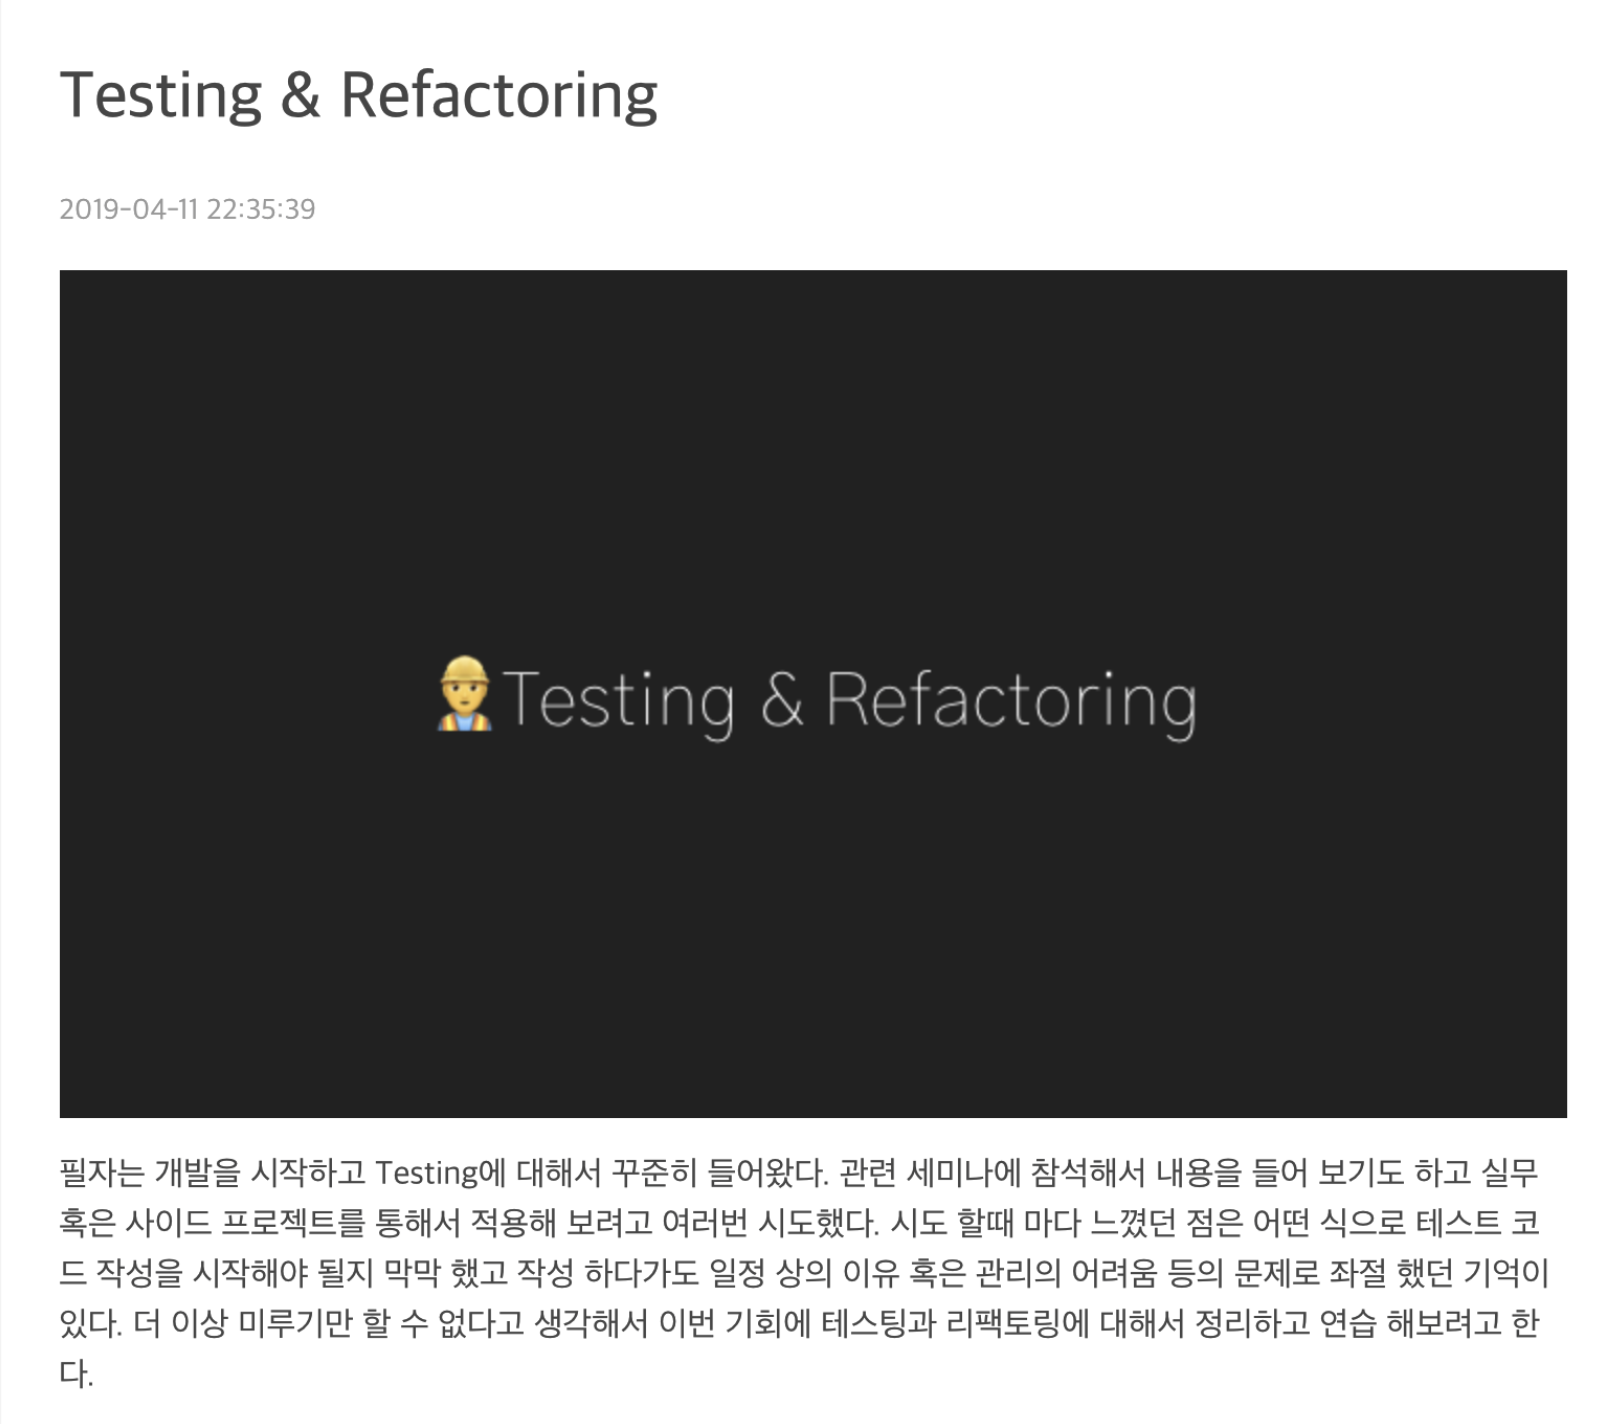 Testing & Refactoring
2019-04-11 22:35:39
👷Testing & Refactoring
필자는 개발을 시작하고 Testing에 대해서 꾸준히 들어왔다. 관련 세미나에 참석해서 내용을 들어 보기도 하고 실무
혹은 사이드 프로젝트를 통해서 적용해 보려고 여러번 시도했다. 시도 할때 마다 느꼈던 점은 어떤 식으로 테스트 코
드 작성을 시작해야 될지 막막 했고 작성 하다가도 일정 상의 이유 혹은 관리의 어려움 등의 문제로 좌절 했던 기억이
있다. 더 이상 미루기만 할 수 없다고 생각해서 이번 기회에 테스팅과 리팩토링에 대해서 정리하고 연습 해보려고 한
다.